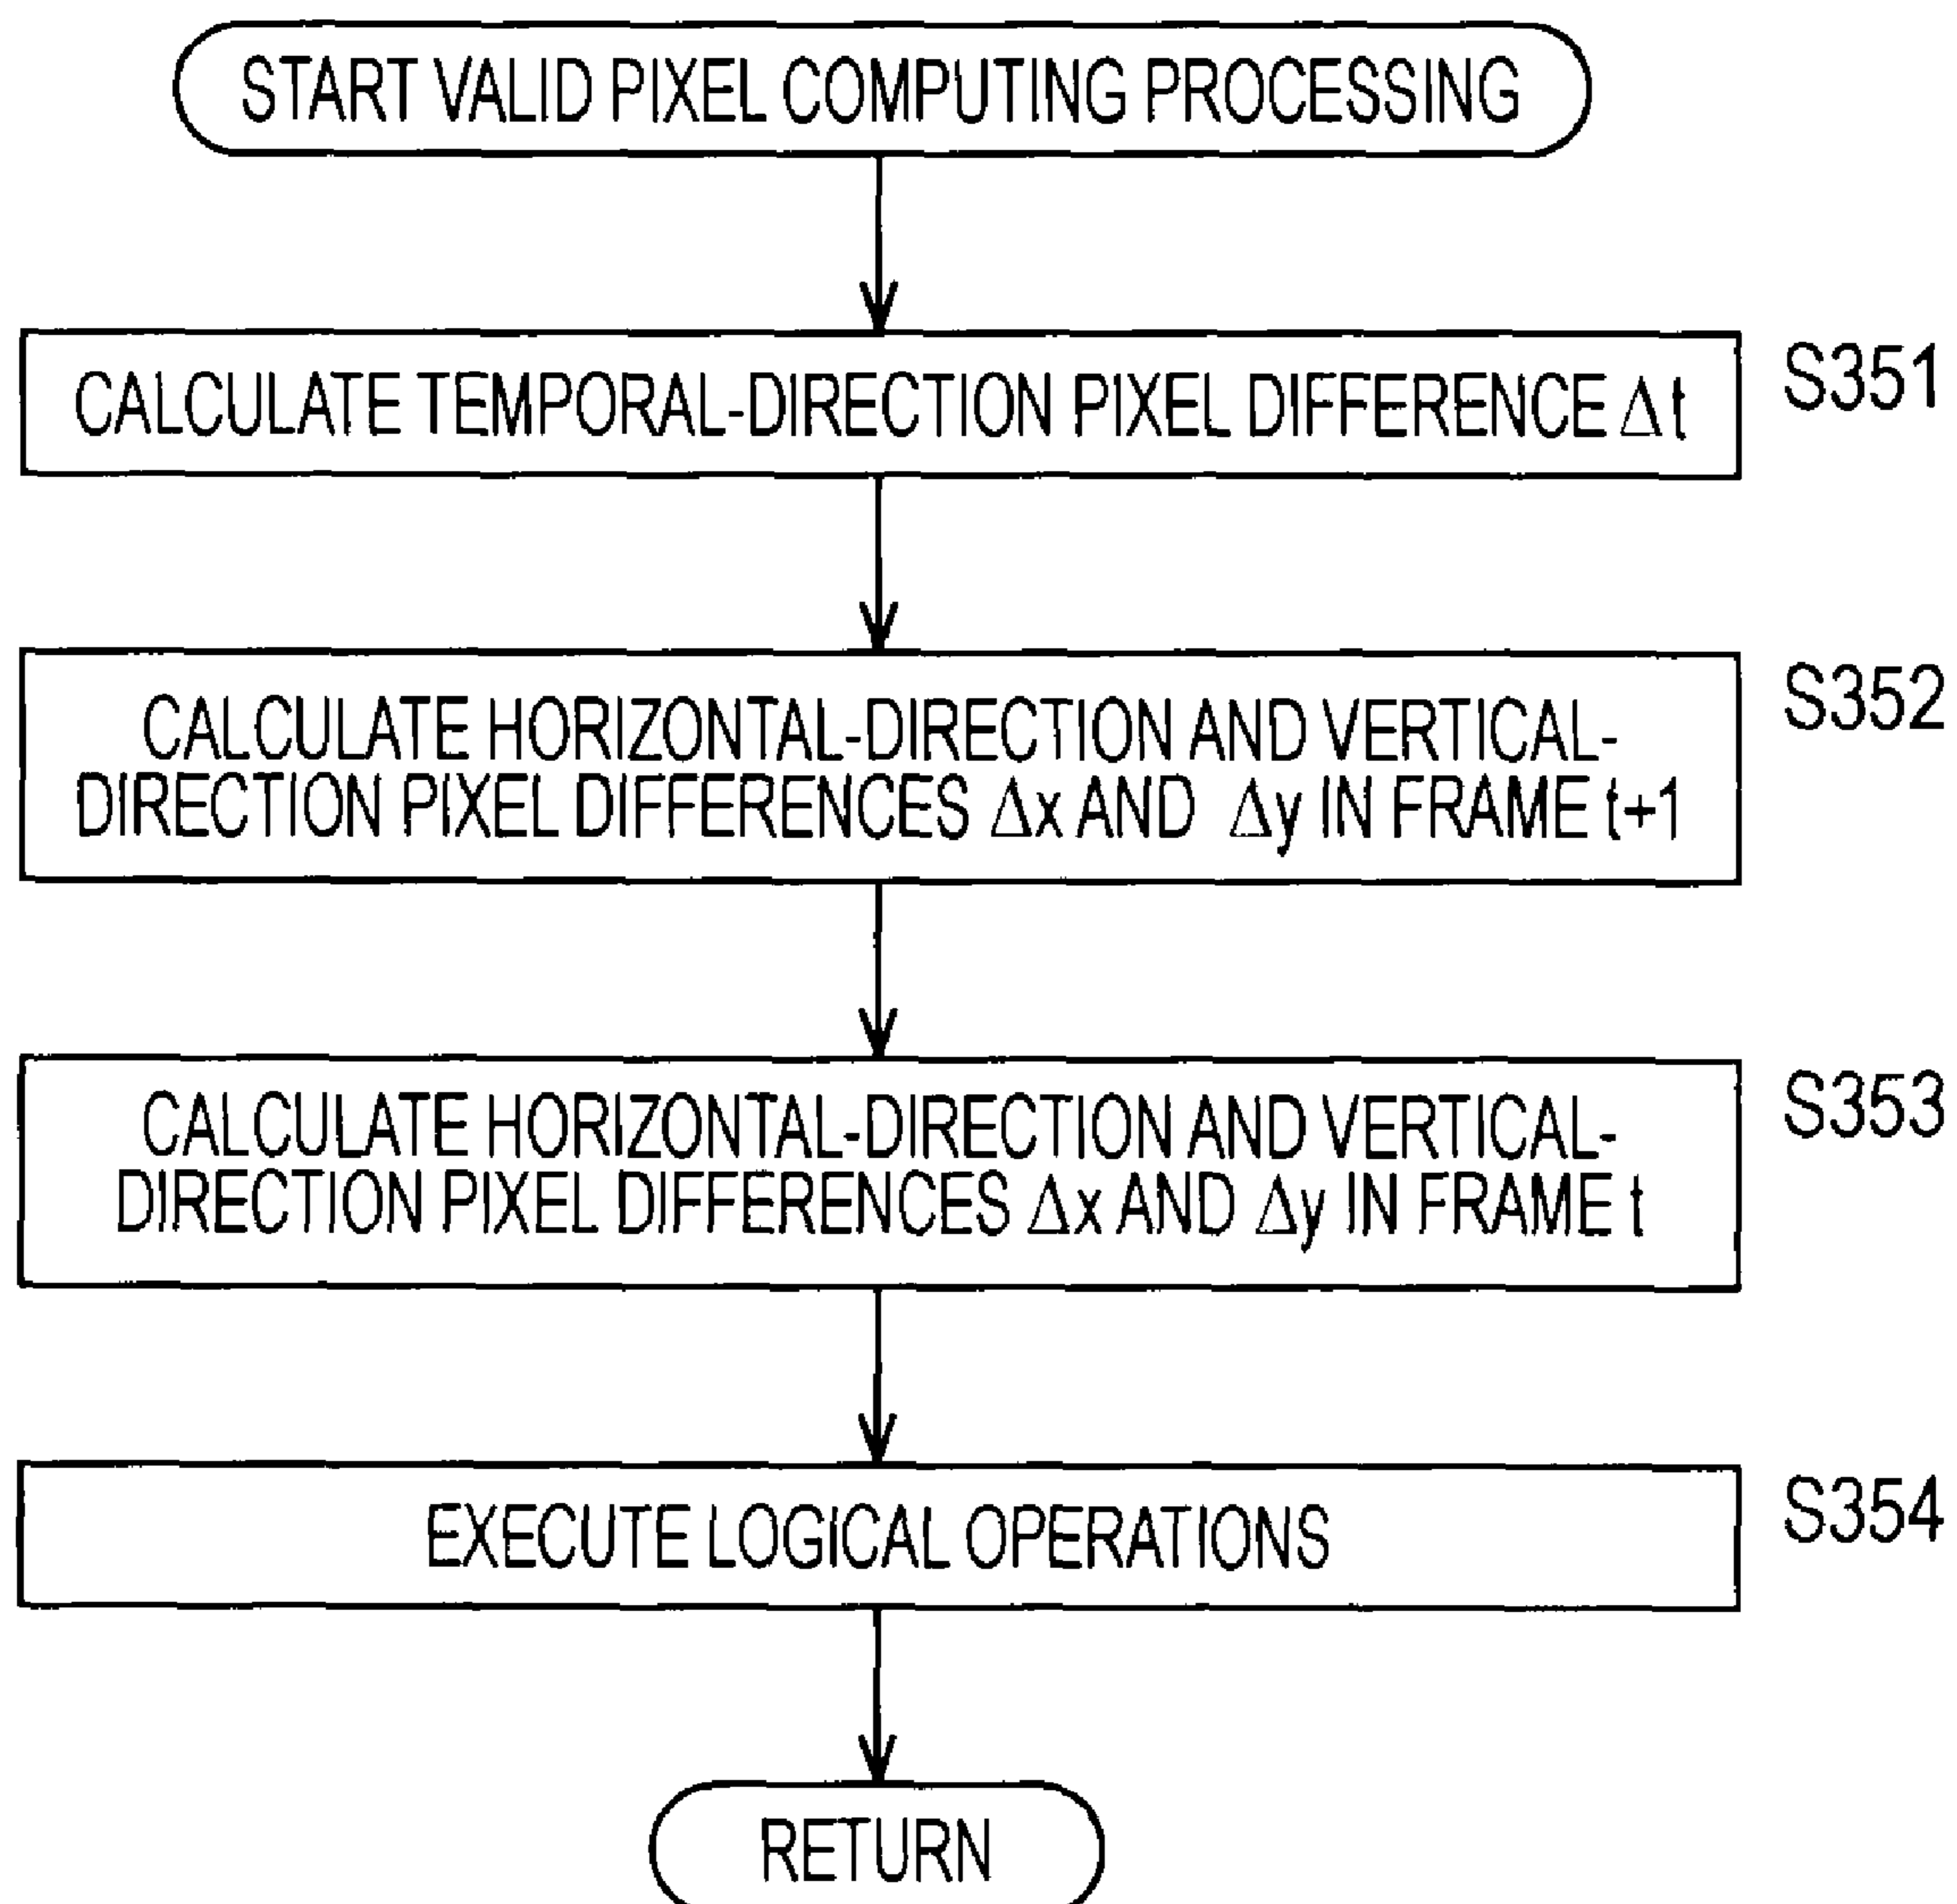 START VALID PIXEL COMPUTING PROCESSING
CALCULATE TEMPORAL-DIRECTION PIXEL DIFFERENCE Δt
S351
CALCULATE HORIZONTAL-DIRECTION AND VERTICAL-
DIRECTION PIXEL DIFFERENCES Δx AND Δy IN FRAME t+1
S352
CALCULATE HORIZONTAL-DIRECTION AND VERTICAL-
DIRECTION PIXEL DIFFERENCES Δx AND Δy IN FRAME t
S353
EXECUTE LOGICAL OPERATIONS
S354
RETURN